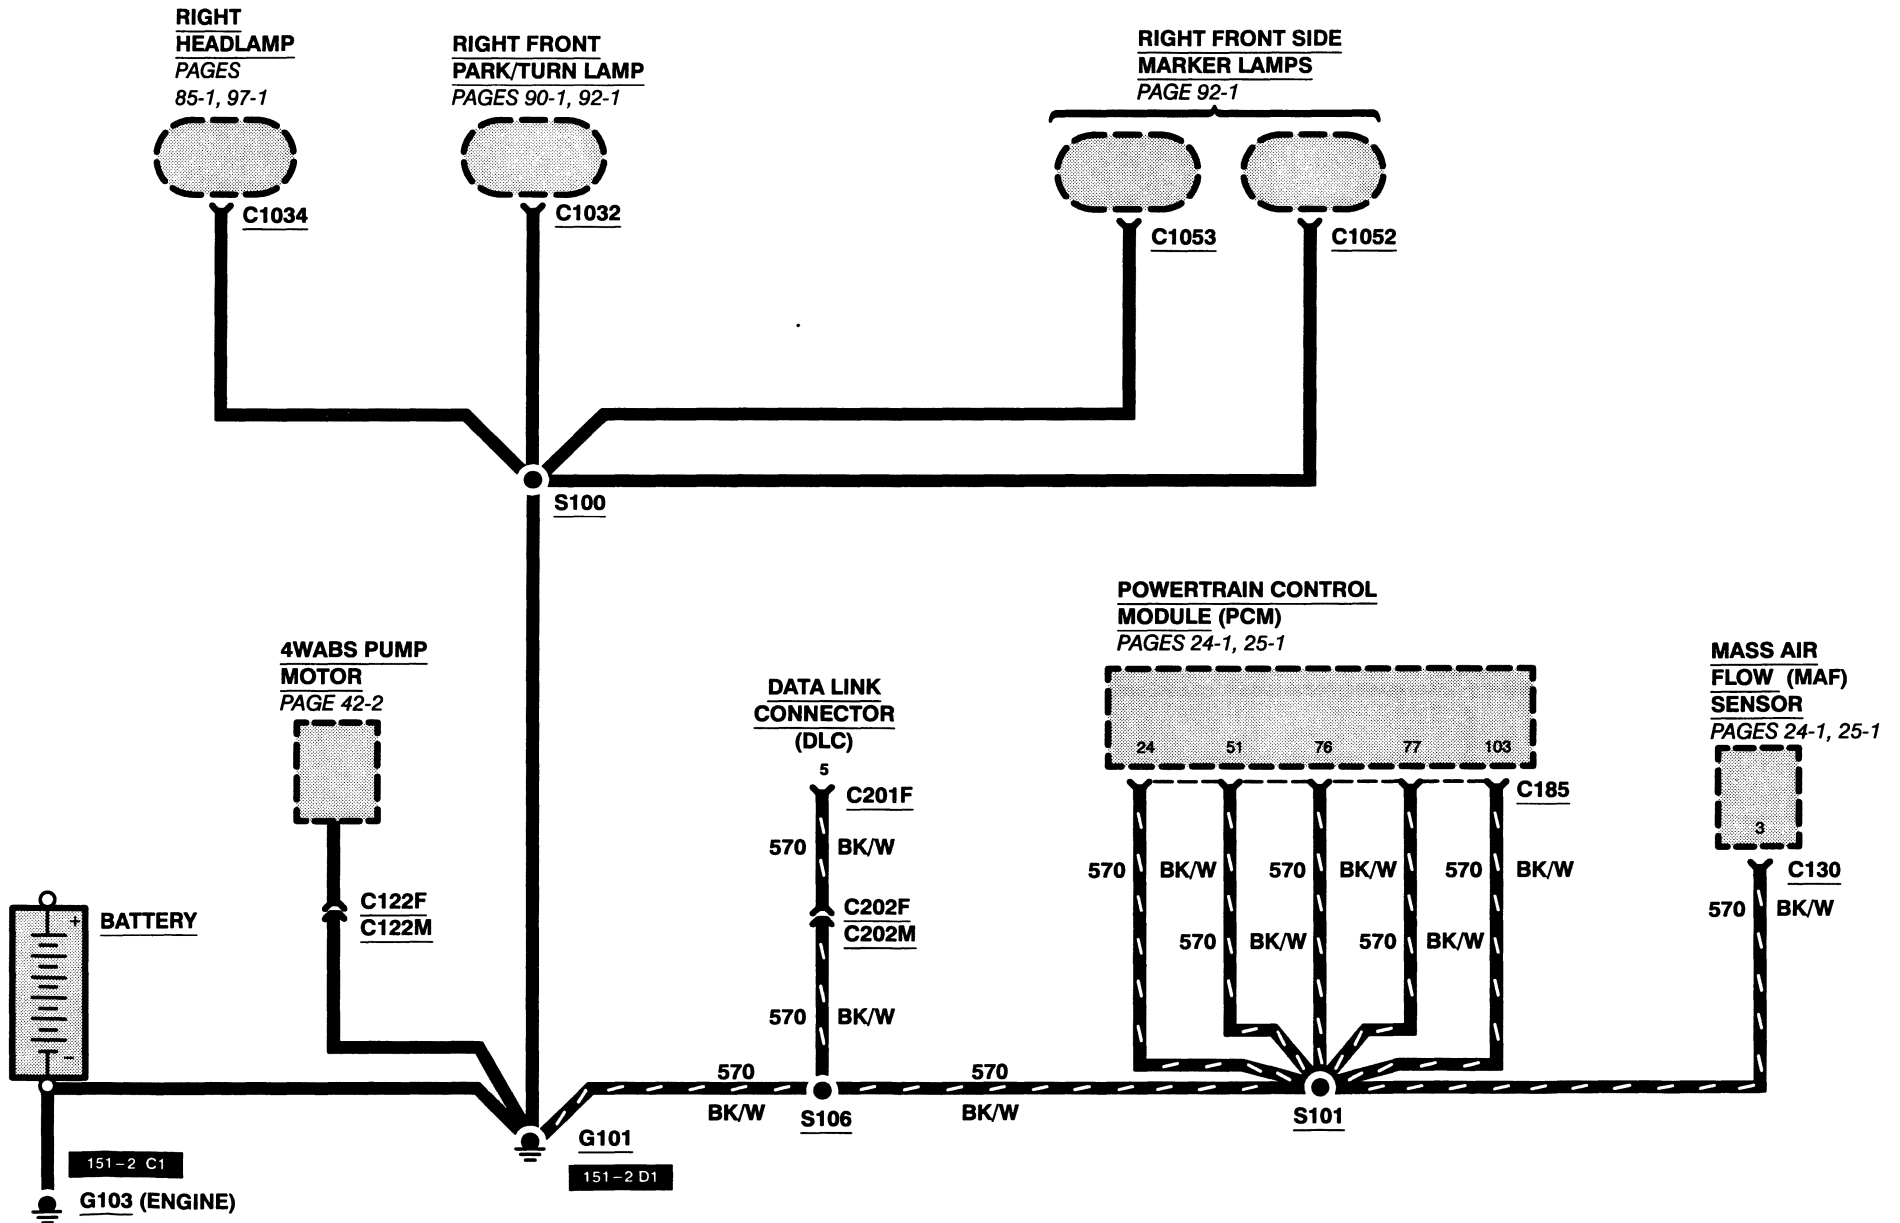 RIGHT
HEADLAMP
PAGES
85-1, 97-1
RIGHT FRONT
PARK/TURN LAMP
PAGES 90-1, 92-1
RIGHT FRONT SIDE
MARKER LAMPS
PAGE 92-1
C1034
C1032
C1053
C1052
S100
4WABS PUMP
MOTOR
PAGE 42-2
DATA LINK
CONNECTOR
(DLC)
5
C201F
POWERTRAIN CONTROL
MODULE (PCM)
PAGES 24-1, 25-1
24 51 76 77 103
C185
MASS AIR
FLOW (MAF)
SENSOR
PAGES 24-1, 25-1
3
C130
570 BK/W
570 BK/W 570 BK/W 570 BK/W
570 BK/W
C122F
C122M
C202F
C202M
570 BK/W 570 BK/W
+
BATTERY
-
570 BK/W
570
BK/W
570
BK/W
S106
S101
G101
151-2 D1
151-2 C1
G103 (ENGINE)